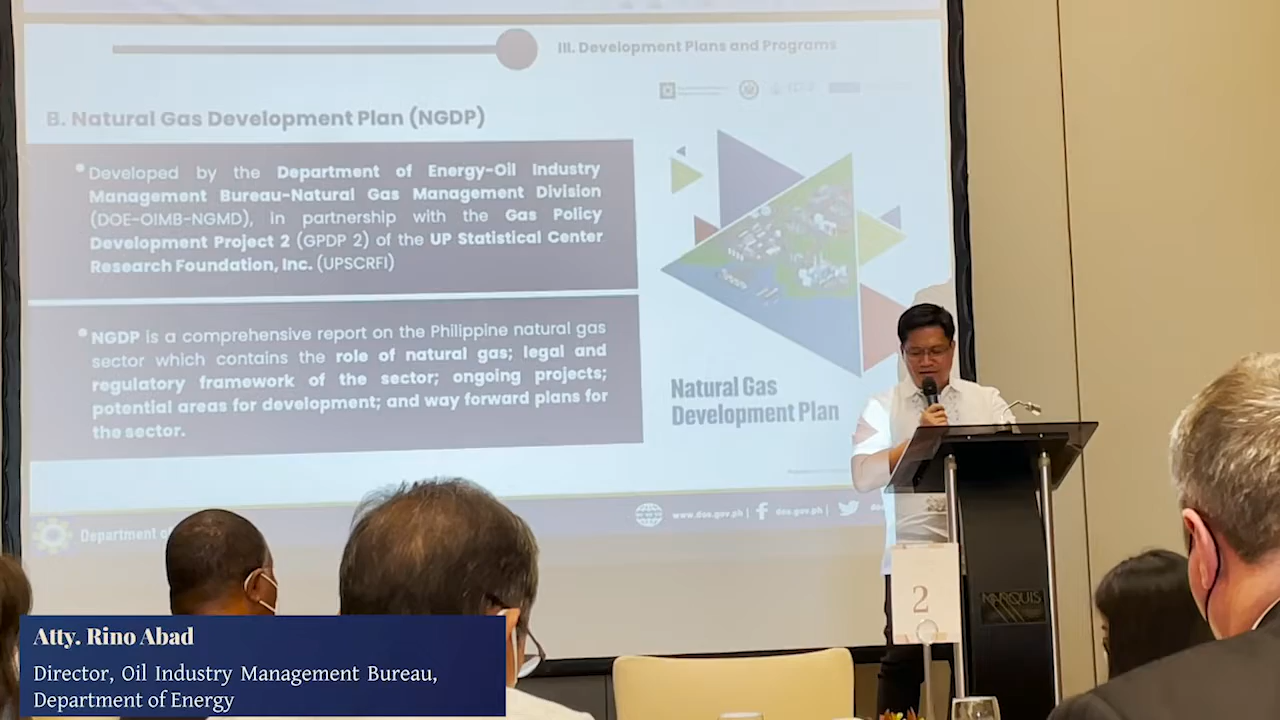 III. Development Plans and Programs
B. Natural Gas Development Plan (NGDP)
Developed by the Department of Energy-Oil Industry
Management Bureau-Natural Gas Management Division
(DOE-OIMB-NGMD), in partnership with the Gas Policy
Development Project 2 (GPDP 2) of the UP Statistical Center
Research Foundation, Inc. (UPSCRFI)
NGDP is a comprehensive report on the Philippine natural gas
sector which contains the role of natural gas; legal and
regulatory framework of the sector; ongoing projects;
potential areas for development; and way forward plans for
the sector.
Natural Gas
Development Plan
Department
www.doe.gov.ph |
doe.gov.ph |
2
MARQUIS
Atty. Rino Abad
Director, Oil Industry Management Bureau,
Department of Energy